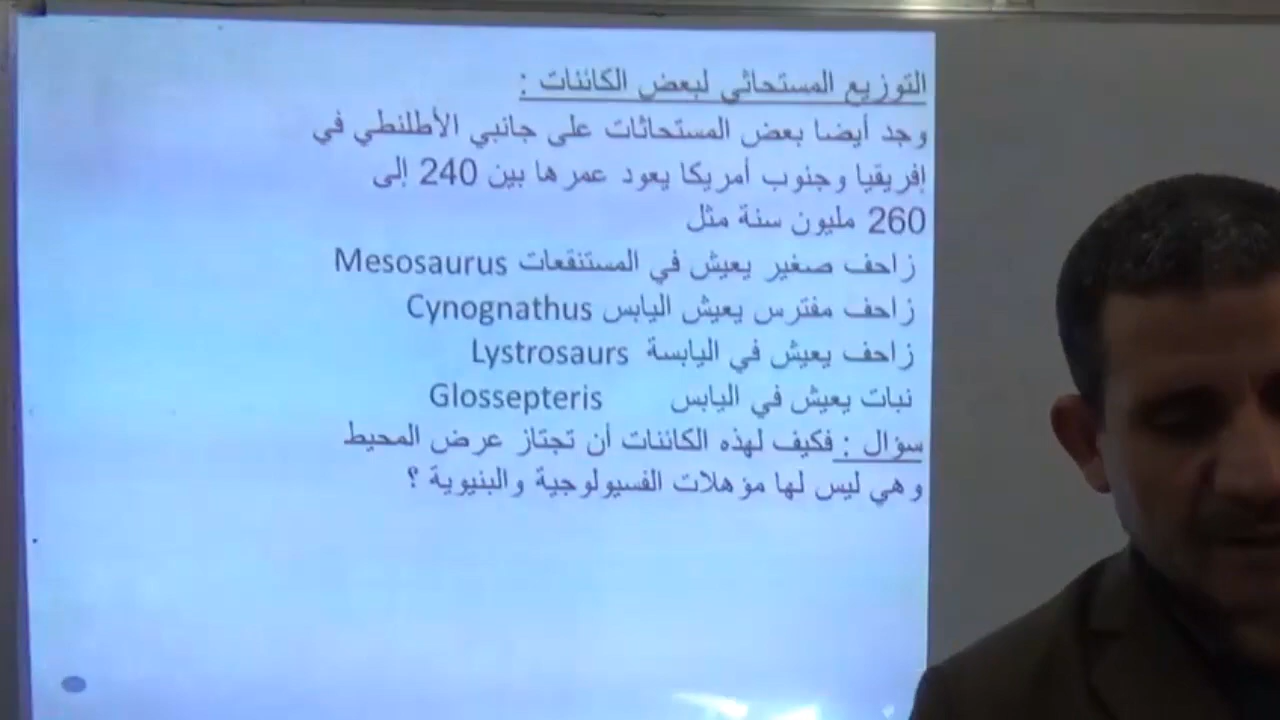 التوزيع المستحاثي لبعض الكائنات :
وجد أيضا بعض المستحاثات على جانبي الأطلنطي في
إفريقيا وجنوب أمريكا يعود عمرها بين 240 إلى
260 مليون سنة مثل
زاحف صغير يعيش في المستنقعات Mesosaurus
زاحف مفترس يعيش اليابس Cynognathus
زاحف يعيش في اليابسة Lystrosaurs
نبات يعيش في اليابس Glossepteris
سؤال : فكيف لهذه الكائنات أن تجتاز عرض المحيط
وهي ليس لها مؤهلات الفسيولوجية والبنيوية ؟